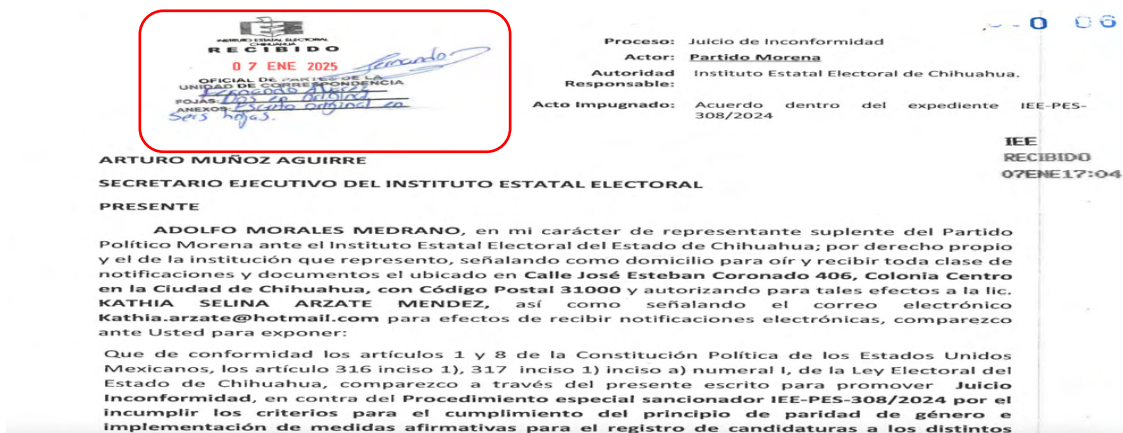 INSTITUTO ESTATAL ELECTORAL
CHIHUAHUA
RECIBIDO
07 ENE 2025
Fernando
OFICIAL DE PARTES DE LA
UNIDAD DE CORRESPONDENCIA
Fernando
FOJAS: Dos en original
ANEXOS: Escrito original en
Seis hojas.
Proceso: Juicio de Inconformidad
Actor: Partido Morena
Autoridad Responsable: Instituto Estatal Electoral de Chihuahua.
Acto Impugnado: Acuerdo dentro del expediente IEE-PES-
308/2024
IEE
RECIBIDO
07ENE17:04
ARTURO MUÑOZ AGUIRRE
SECRETARIO EJECUTIVO DEL INSTITUTO ESTATAL ELECTORAL
PRESENTE
ADOLFO MORALES MEDRANO, en mi carácter de representante suplente del Partido
Político Morena ante el Instituto Estatal Electoral del Estado de Chihuahua; por derecho propio
y el de la institución que represento, señalando como domicilio para oír y recibir toda clase de
notificaciones y documentos el ubicado en Calle José Esteban Coronado 406, Colonia Centro
en la Ciudad de Chihuahua, con Código Postal 31000 y autorizando para tales efectos a la lic.
KATHIA SELINA ARZATE MENDEZ, así como señalando el correo electrónico
Kathia.arzate@hotmail.com para efectos de recibir notificaciones electrónicas, comparezco
ante Usted para exponer:
Que de conformidad los artículos 1 y 8 de la Constitución Política de los Estados Unidos
Mexicanos, los artículo 316 inciso 1), 317 inciso 1) inciso a) numeral I, de la Ley Electoral del
Estado de Chihuahua, comparezco a través del presente escrito para promover Juicio
Inconformidad, en contra del Procedimiento especial sancionador IEE-PES-308/2024 por el
incumplir los criterios para el cumplimiento del principio de paridad de género e
implementación de medidas afirmativas para el registro de candidaturas a los distintos